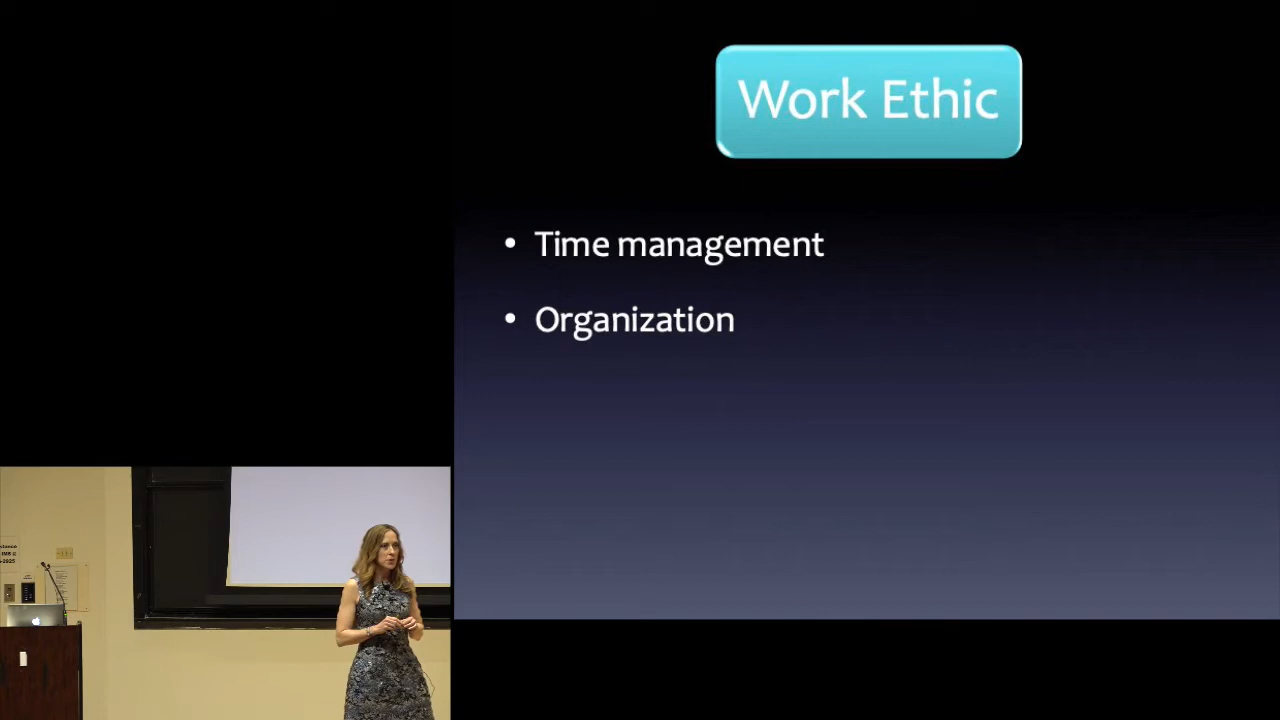 Work Ethic
• Time management
• Organization